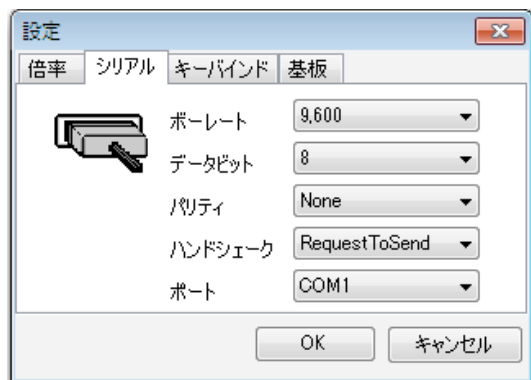 設定
倍率 シリアル キーバインド 基板
ボーレート 9,600
データビット 8
パリティ None
ハンドシェーク RequestToSend
ポート COM1
OK キャンセル